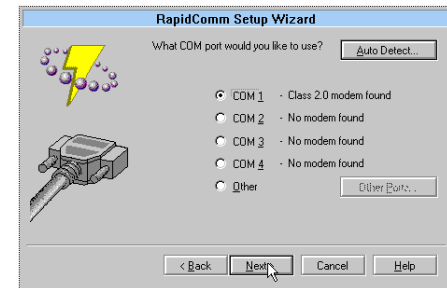 RapidComm Setup Wizard
What COM port would you like to use?
Auto Detect...
COM 1 - Class 2.0 modem found
COM 2 - No modem found
COM 3 - No modem found
COM 4 - No modem found
Other
Other Ports...
< Back
Next
Cancel
Help